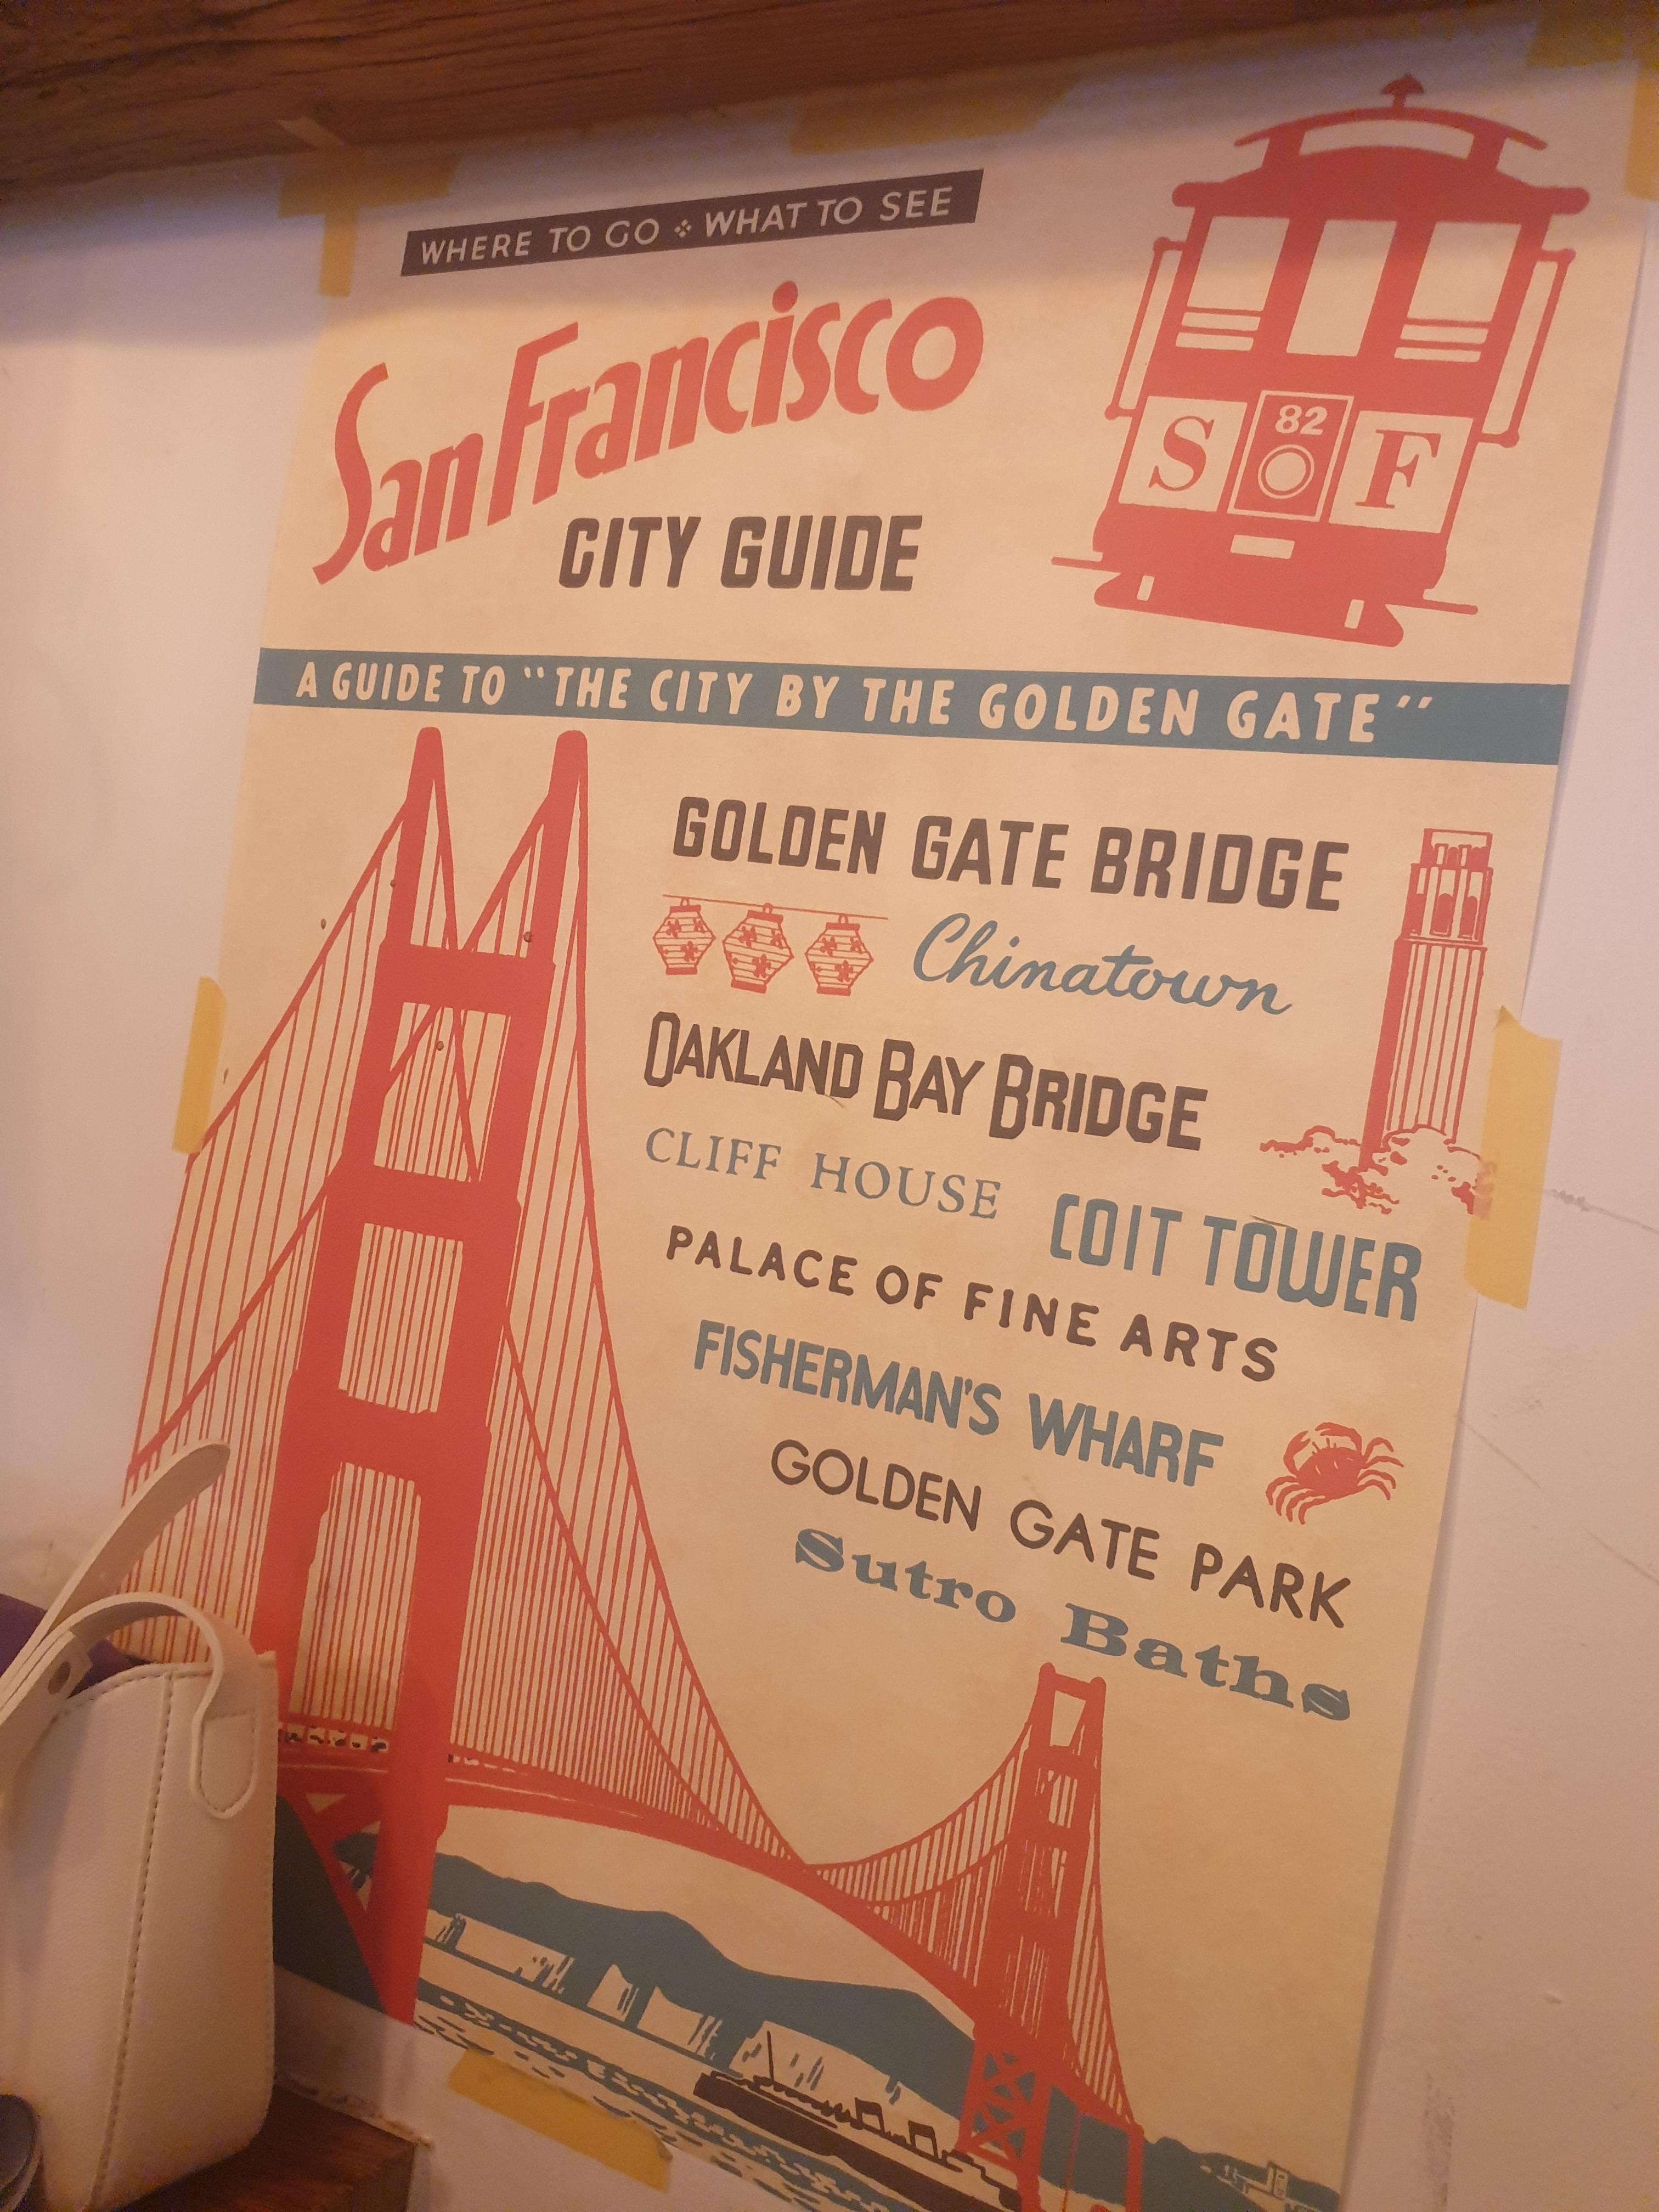 WHERE TO GO WHAT TO SEE
San Francisco
CITY GUIDE
82
S F
A GUIDE TO "THE CITY BY THE GOLDEN GATE"
GOLDEN GATE BRIDGE
Chinatown
OAKLAND BAY BRIDGE
CLIFF HOUSE
COIT TOWER
PALACE OF FINE ARTS
FISHERMAN'S WHARF
GOLDEN GATE PARK
Sutro Baths